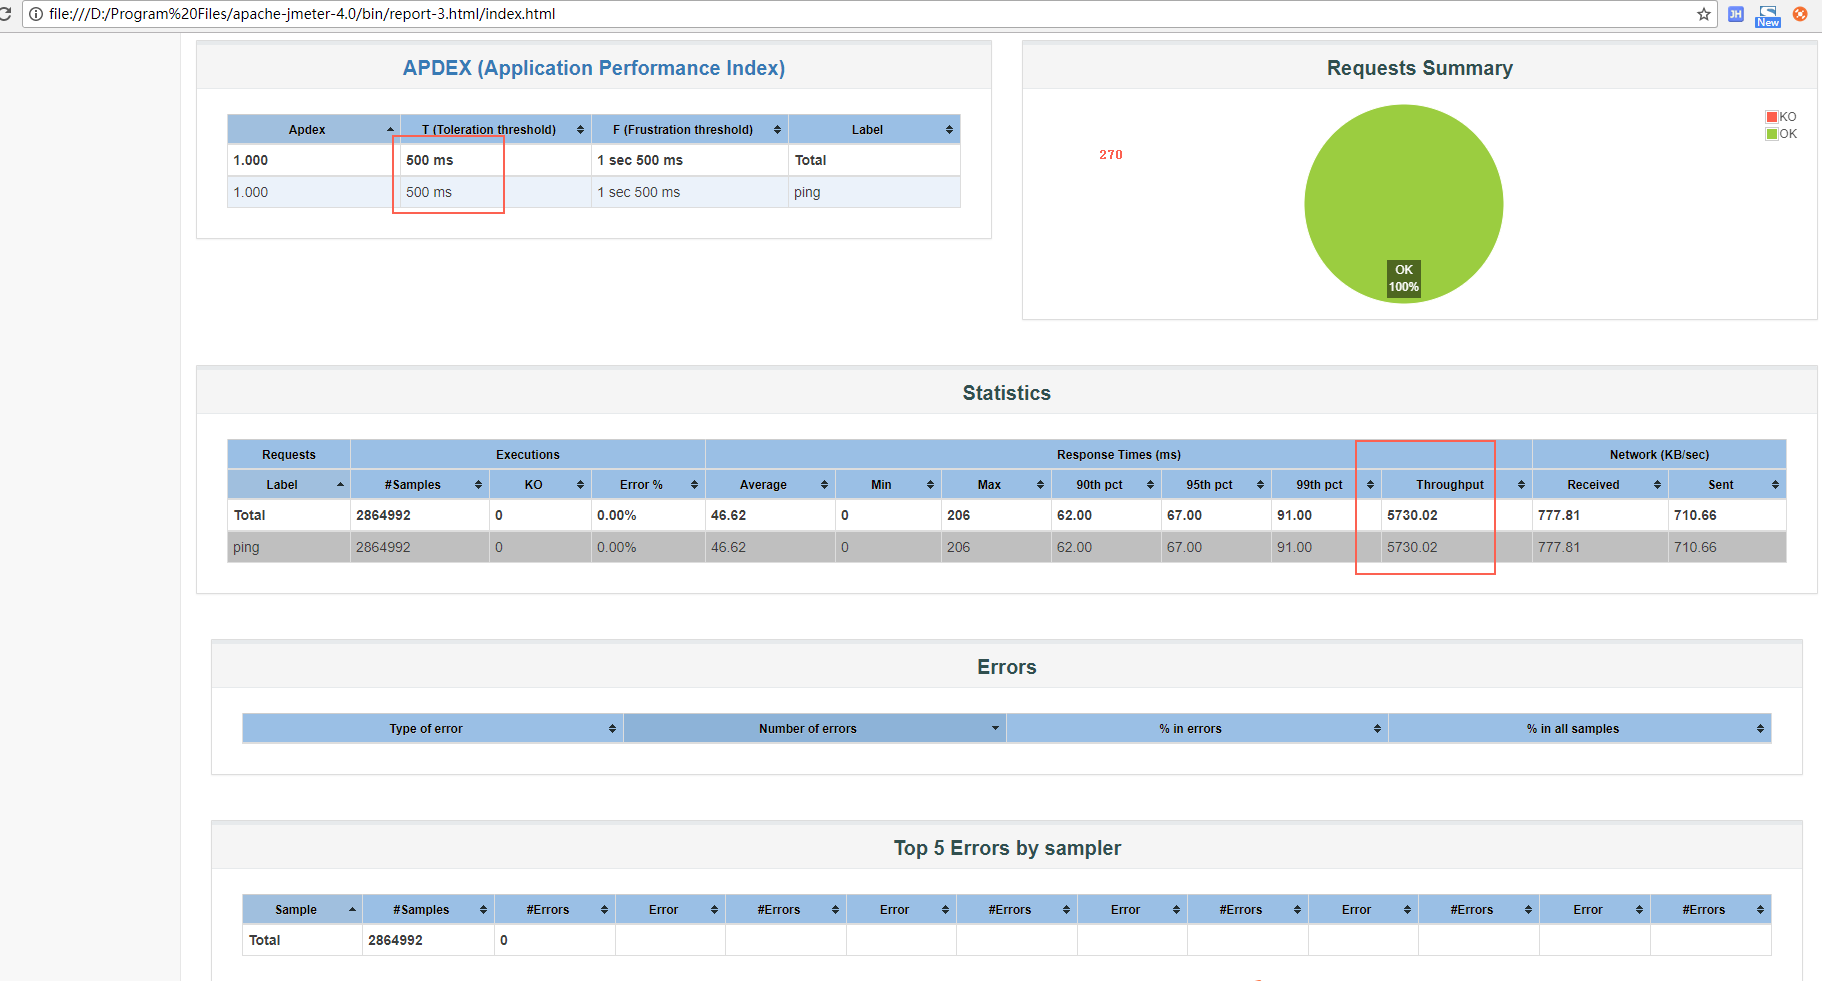 file:///D:/Program%20Files/apache-jmeter-4.0/bin/report-3.html/index.html
JH
New
APDEX (Application Performance Index)
Apdex T (Toleration threshold) F (Frustration threshold) Label
1.000 500 ms 1 sec 500 ms Total
1.000 500 ms 1 sec 500 ms ping
Requests Summary
270
KO
OK
OK
100%
Statistics
Requests Executions Response Times (ms) Network (KB/sec)
Label #Samples KO Error % Average Min Max 90th pct 95th pct 99th pct Throughput Received Sent
Total 2864992 0 0.00% 46.62 0 206 62.00 67.00 91.00 5730.02 777.81 710.66
ping 2864992 0 0.00% 46.62 0 206 62.00 67.00 91.00 5730.02 777.81 710.66
Errors
Type of error Number of errors % in errors % in all samples
Top 5 Errors by sampler
Sample #Samples #Errors Error #Errors Error #Errors Error #Errors Error #Errors Error #Errors
Total 2864992 0